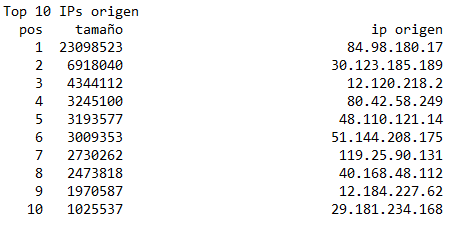 Top 10 IPs origen
pos tamaño ip origen
1 23098523 84.98.180.17
2 6918040 30.123.185.189
3 4344112 12.120.218.2
4 3245100 80.42.58.249
5 3193577 48.110.121.14
6 3009353 51.144.208.175
7 2730262 119.25.90.131
8 2473818 40.168.48.112
9 1970587 12.184.227.62
10 1025537 29.181.234.168